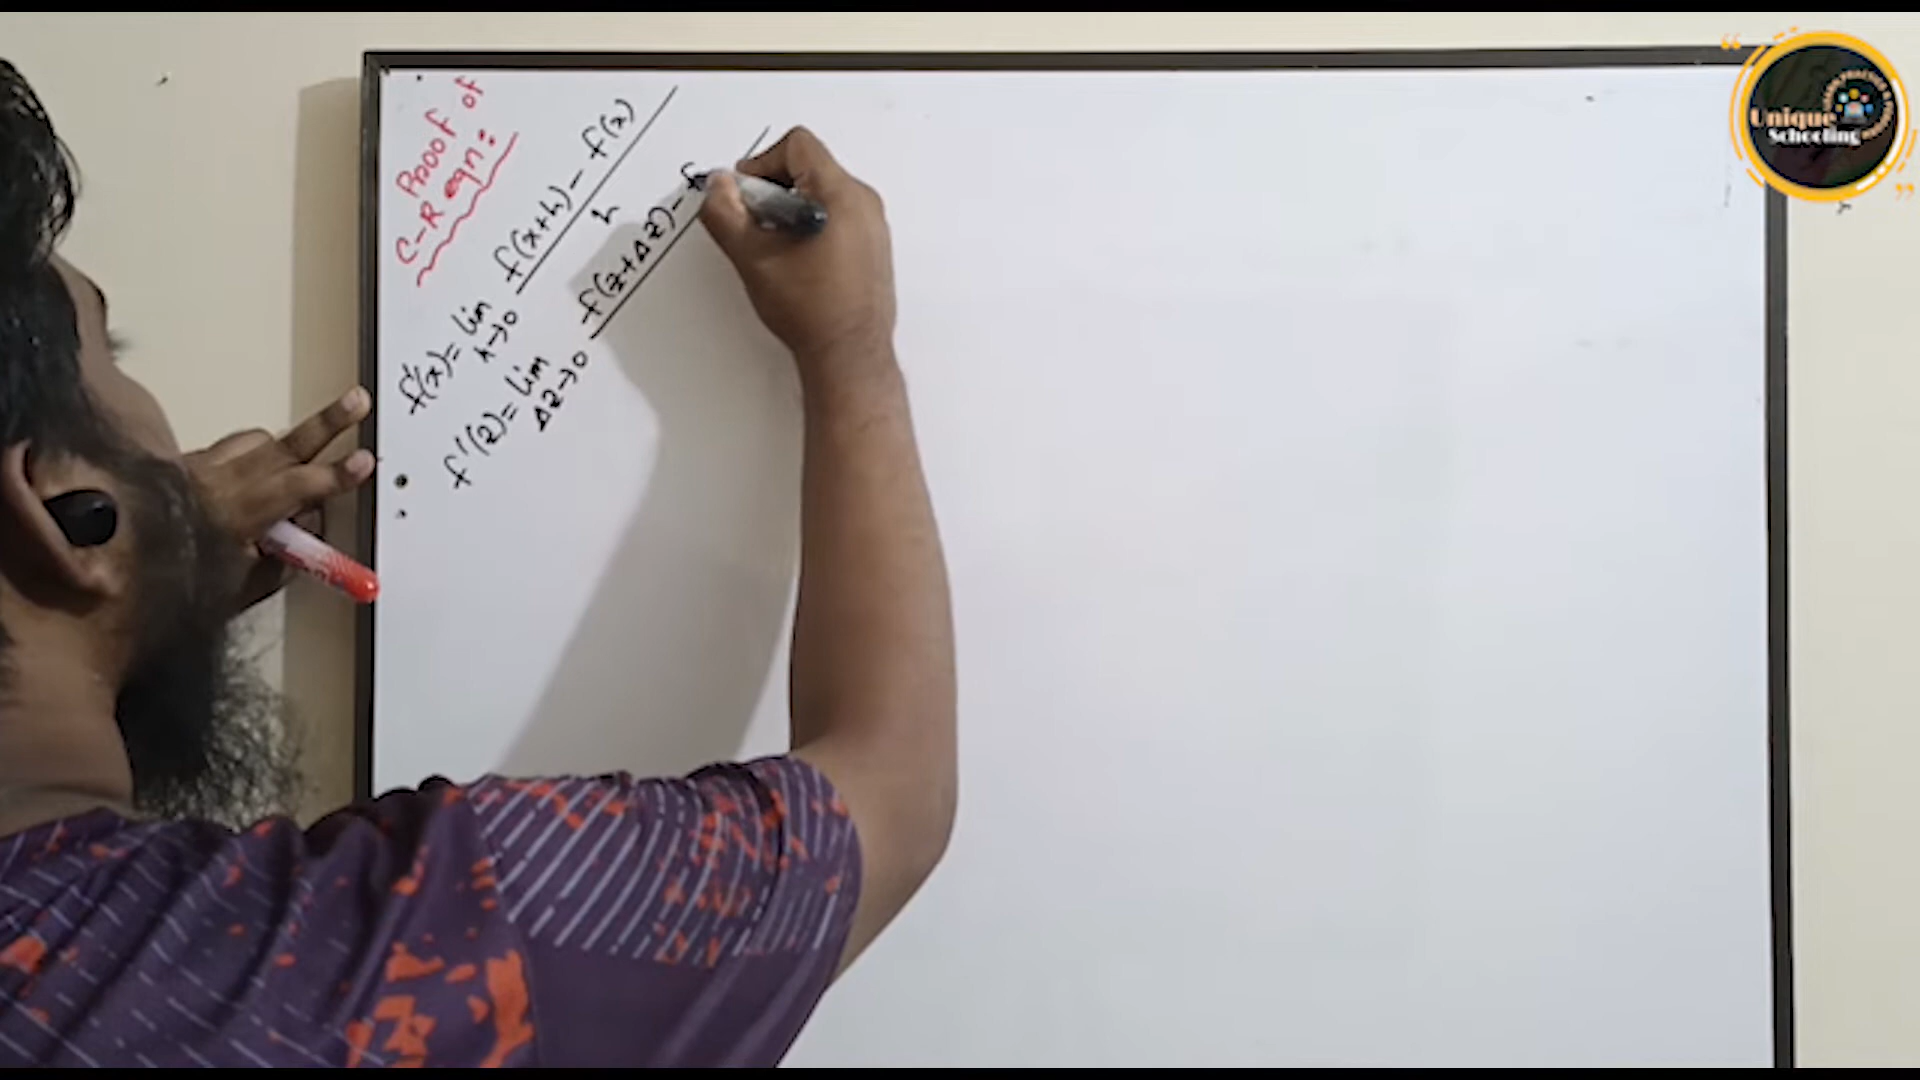 Proof of
C-R eqn:
f'(x) = lim h→0 f(x+h) - f(x) / h
f'(z) = lim Δz→0 f(z+Δz) - f
Unique
Schooling